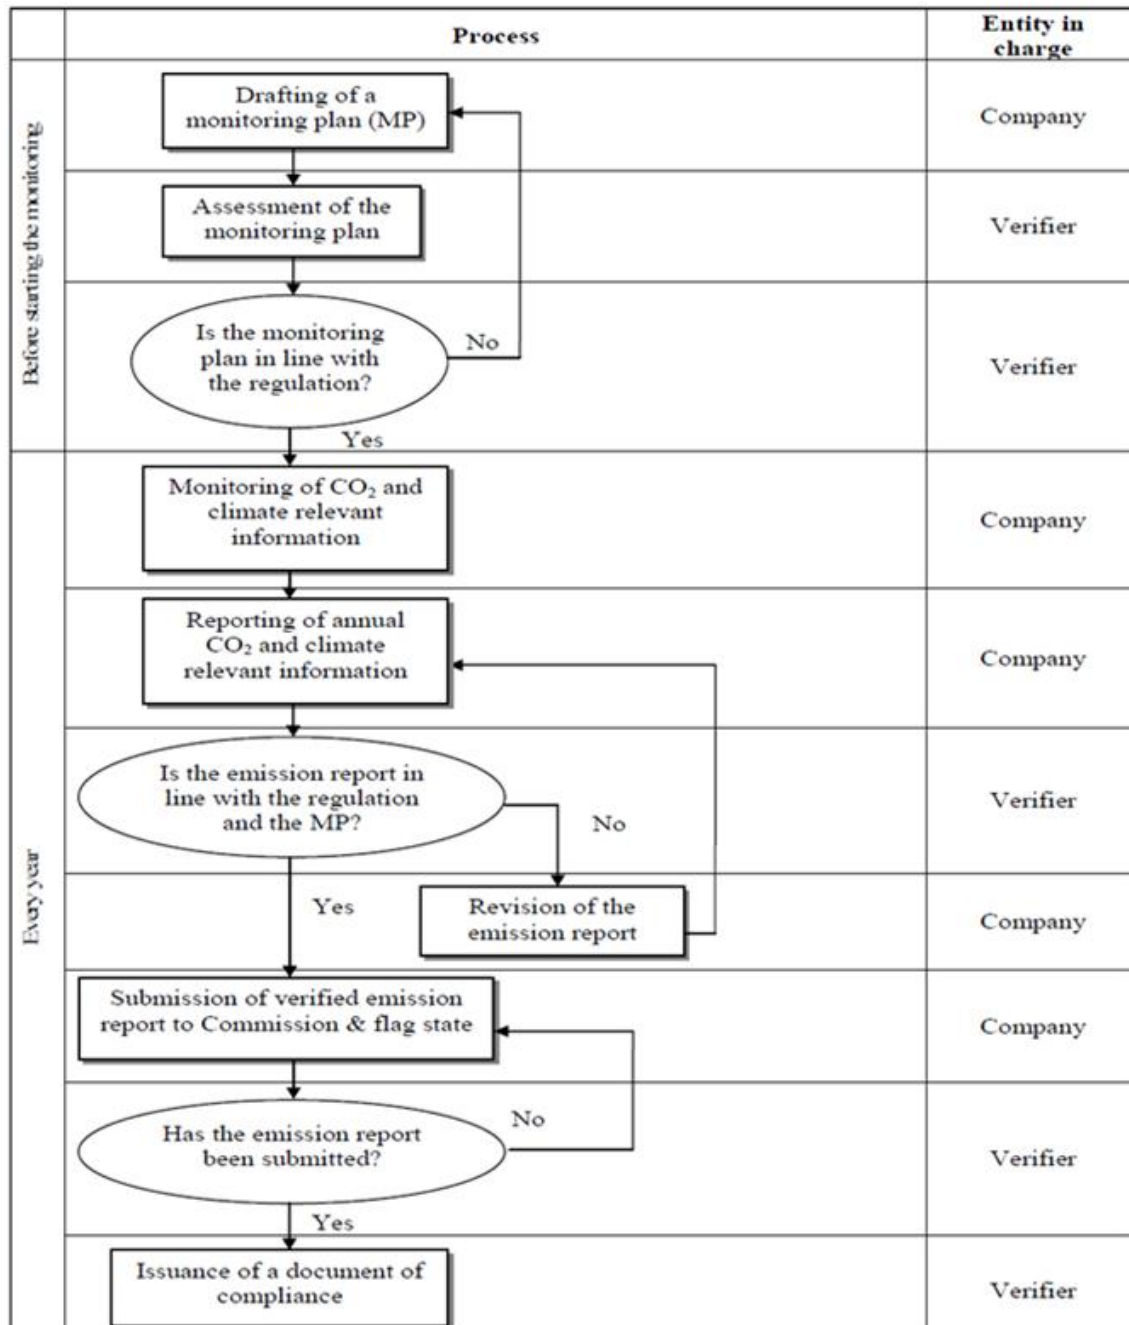 Process
Entity in
charge
Before starting the monitoring
Drafting of a
monitoring plan (MP)
Company
Assessment of the
monitoring plan
Verifier
Is the monitoring
plan in line with
the regulation?
No
Verifier
Yes
Every year
Monitoring of CO₂ and
climate relevant
information
Company
Reporting of annual
CO₂ and climate
relevant information
Company
Is the emission report in
line with the regulation
and the MP?
No
Verifier
Yes
Revision of the
emission report
Company
Submission of verified emission
report to Commission & flag state
Company
Has the emission report
been submitted?
No
Verifier
Yes
Issuance of a document of
compliance
Verifier